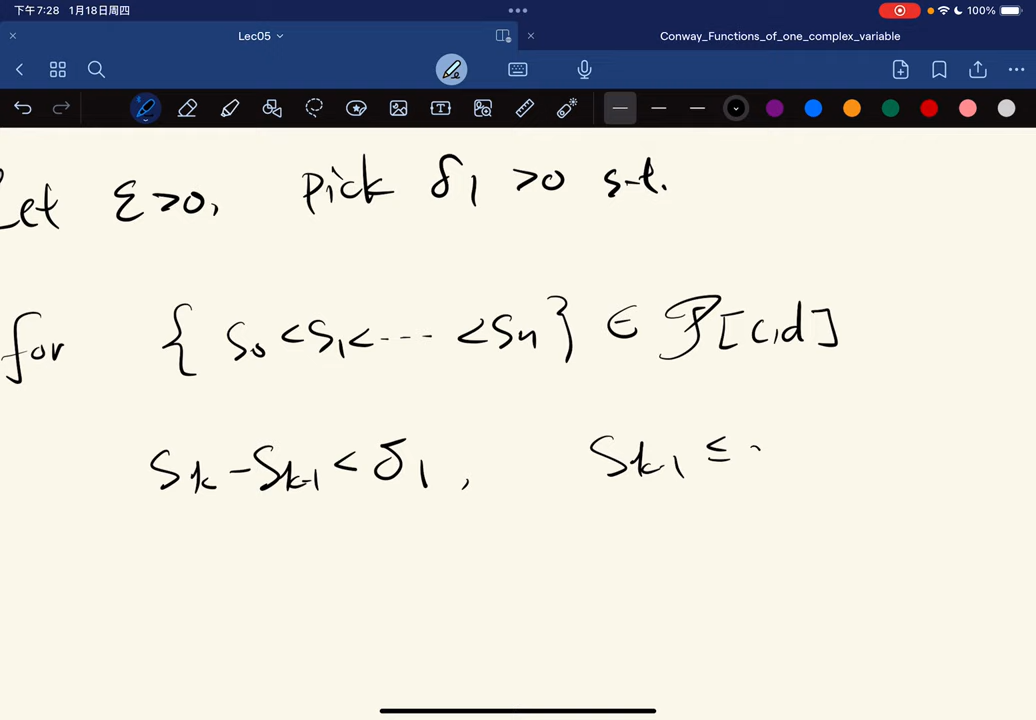 下午7:28 1月18日周四
100%
Lec05
Conway_Functions_of_one_complex_variable
Let ε>0, pick δ₁ >0 s.t.
for { s₀ <s₁< ··· <sₙ } ∈ 𝒫[c,d]
sₖ - sₖ₋₁ < δ₁ , sₖ₋₁ ≤